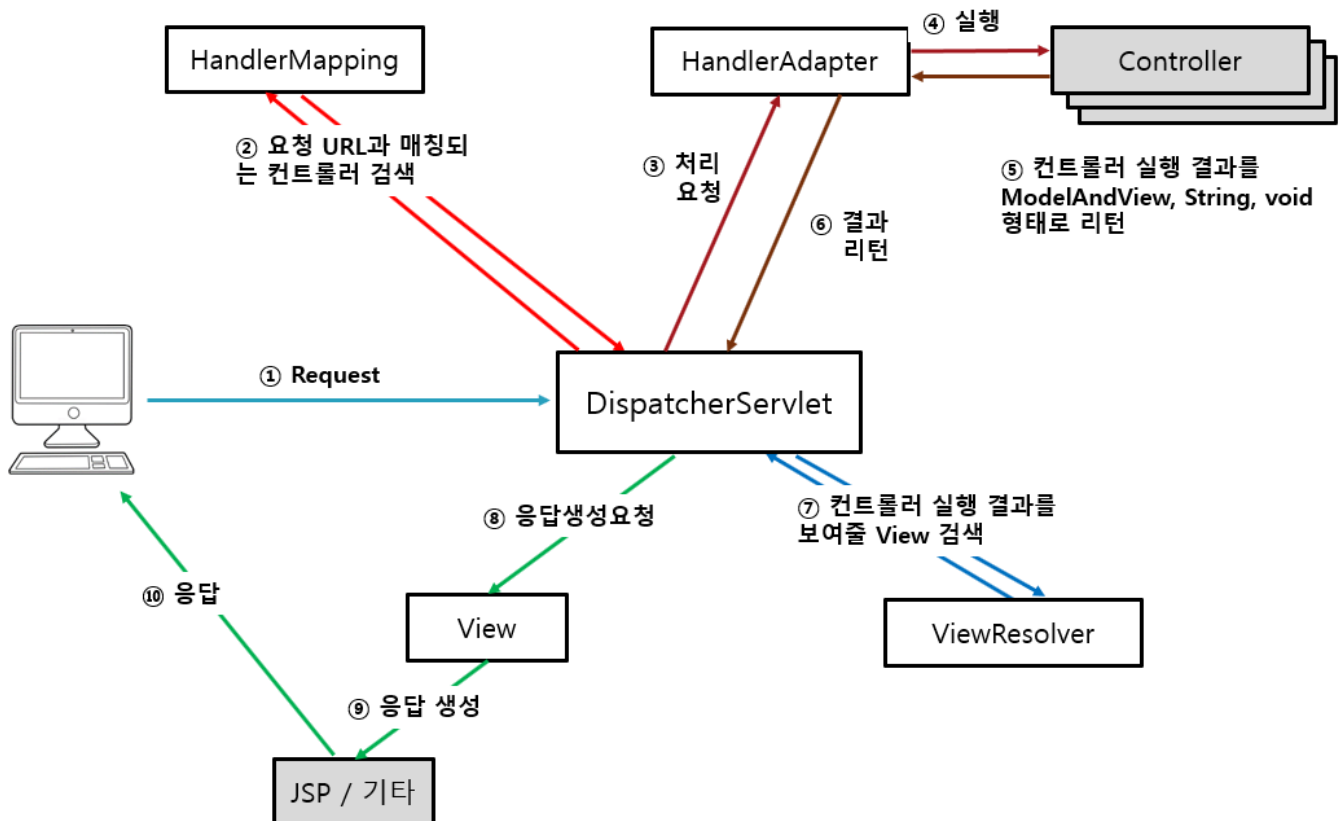 ④ 실행
HandlerMapping
HandlerAdapter
Controller
② 요청 URL과 매칭되
는 컨트롤러 검색
③ 처리
요청
⑤ 컨트롤러 실행 결과를
ModelAndView, String, void
형태로 리턴
⑥ 결과
리턴
① Request
DispatcherServlet
⑧ 응답생성요청
⑦ 컨트롤러 실행 결과를
보여줄 View 검색
⑩ 응답
View
ViewResolver
⑨ 응답 생성
JSP / 기타